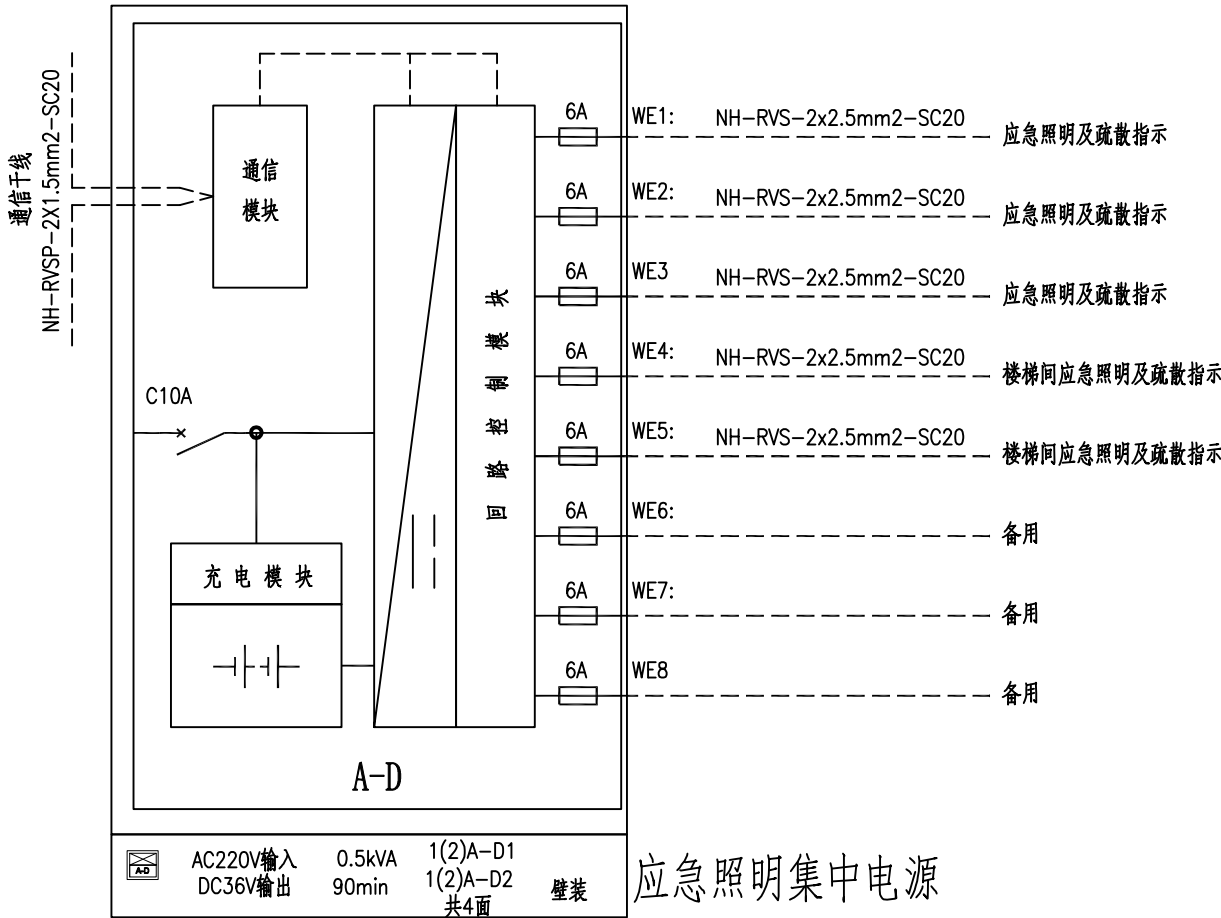 通信干线
NH-RVSP-2X1.5mm2-SC20
通信
模块
C10A
充电模块
回路控制模块
6A WE1: NH-RVS-2x2.5mm2-SC20 应急照明及疏散指示
6A WE2: NH-RVS-2x2.5mm2-SC20 应急照明及疏散指示
6A WE3 NH-RVS-2x2.5mm2-SC20 应急照明及疏散指示
6A WE4: NH-RVS-2x2.5mm2-SC20 楼梯间应急照明及疏散指示
6A WE5: NH-RVS-2x2.5mm2-SC20 楼梯间应急照明及疏散指示
6A WE6: 备用
6A WE7: 备用
6A WE8 备用
A-D
A-D
AC220V输入 0.5kVA 1(2)A-D1
DC36V输出 90min 1(2)A-D2
共4面
壁装
应急照明集中电源